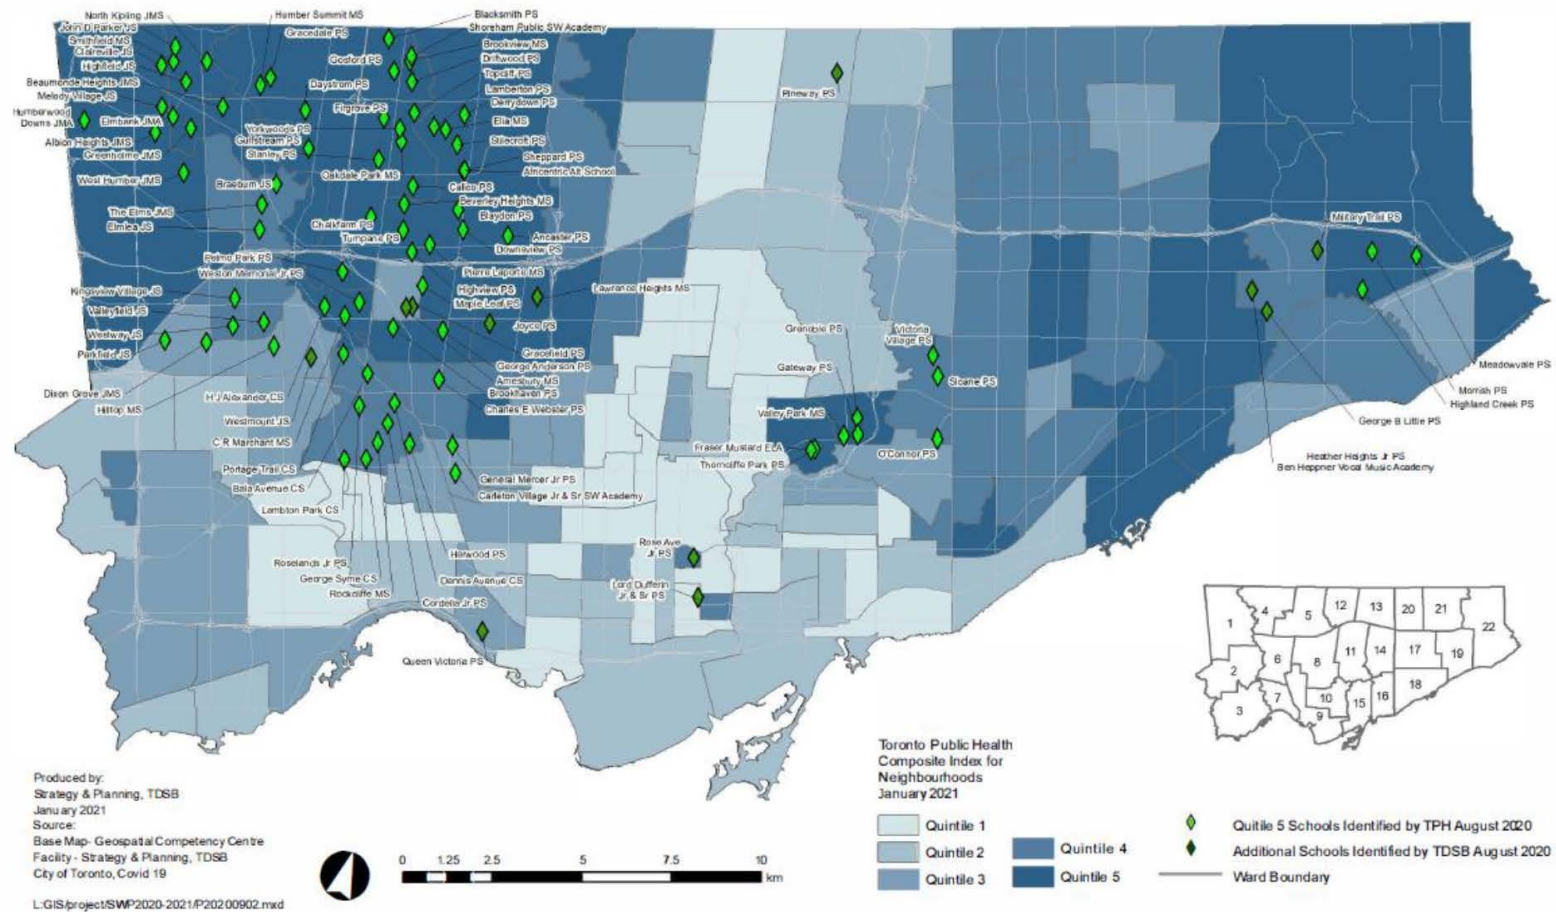 North Kipling JMS
John D Parker JS
Smithfield MS
Claireville JS
Highfield JS
Beaumonde Heights JMS
Melody Village JS
Humberwood
Downs JMA
Elmbank JMA
Albion Heights JMS
Greenholme JMS
West Humber JMS
The Elms JMS
Elmlea JS
Humber Summit MS
Gracedale PS
Gosford PS
Daystrom PS
Firgrove PS
Yorkwoods PS
Gulfstream PS
Stanley PS
Oakdale Park MS
Braeburn JS
Chalkfarm PS
Tumpane PS
Pelmo Park PS
Weston Memorial Jr PS
Kingsview Village JS
Valleyfield JS
Westway JS
Parkfield JS
Dixon Grove JMS
Hilltop MS
H J Alexander CS
Westmount JS
C R Marchant MS
Portage Trail CS
Bala Avenue CS
Lambton Park CS
Roselands Jr PS
George Syme CS
Rockcliffe MS
Blacksmith PS
Shoreham Public SW Academy
Brookview MS
Driftwood PS
Topcliff PS
Lamberton PS
Derrydown PS
Elia MS
Stilecroft PS
Sheppard PS
Africentric Alt School
Calico PS
Beverley Heights MS
Blaydon PS
Ancaster PS
Downsview PS
Pierre Laporte MS
Highview PS
Maple Leaf PS
Lawrence Heights MS
Joyce PS
Gracefield PS
George Anderson PS
Amesbury MS
Brookhaven PS
Charles E Webster PS
General Mercer Jr PS
Carleton Village Jr & Sr SW Academy
Harwood PS
Dennis Avenue CS
Cordella Jr PS
Queen Victoria PS
Pineway PS
Grenoble PS
Gateway PS
Valley Park MS
Fraser Mustard ELA
Thorncliffe Park PS
Victoria
Village PS
Sloane PS
O'Connor PS
Rose Ave
Jr PS
Lord Dufferin
Jr & Sr PS
Military Trail PS
Meadowvale PS
Morrish PS
Highland Creek PS
George B Little PS
Heather Heights Jr PS
Ben Heppner Vocal Music Academy
1
2
3
4
5
6
7
8
9
10
11
12
13
14
15
16
17
18
19
20
21
22
Toronto Public Health
Composite Index for
Neighbourhoods
January 2021
Quintile 1
Quintile 2
Quintile 3
Quintile 4
Quintile 5
Quitile 5 Schools Identified by TPH August 2020
Additional Schools Identified by TDSB August 2020
Ward Boundary
Produced by:
Strategy & Planning, TDSB
January 2021
Source:
Base Map- Geospatial Competency Centre
Facility - Strategy & Planning, TDSB
City of Toronto, Covid 19
L:GIS/project/SWP2020-2021/P20200902.mxd
0 1.25 2.5 5 7.5 10
km